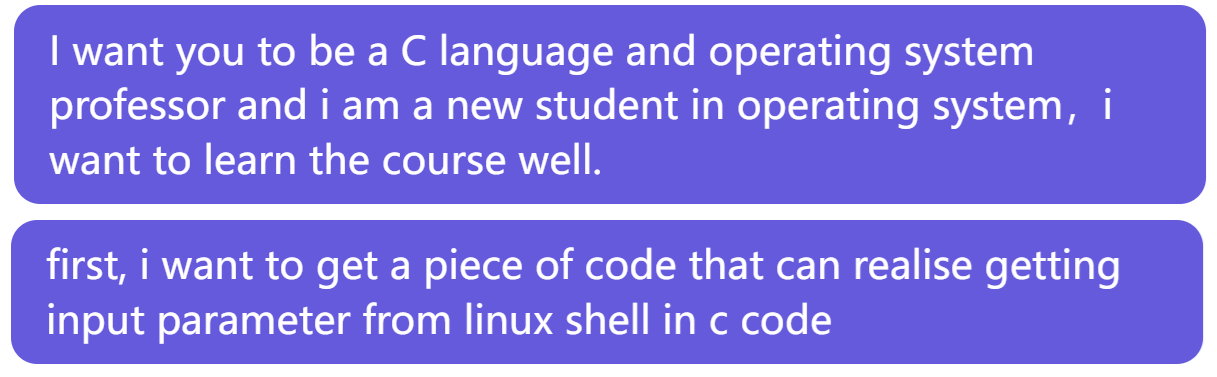 I want you to be a C language and operating system
professor and i am a new student in operating system，i
want to learn the course well.
first, i want to get a piece of code that can realise getting
input parameter from linux shell in c code